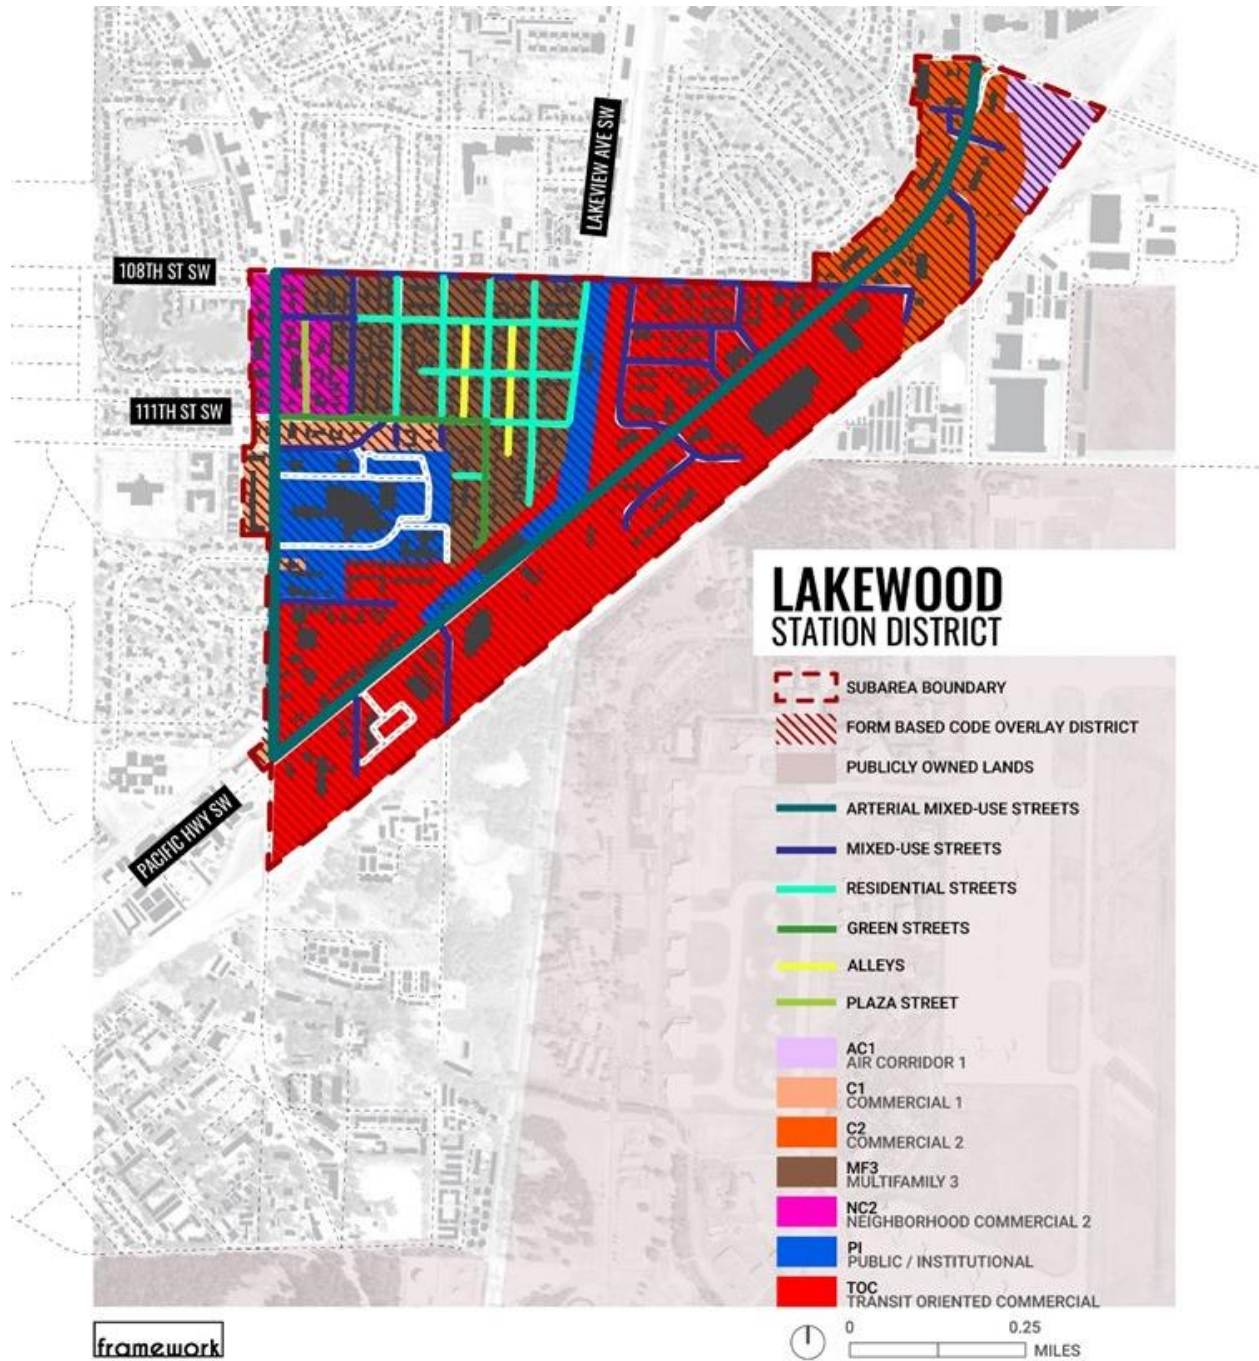 LAKEVIEW AVE SW
108TH ST SW
111TH ST SW
PACIFIC HWY SW
LAKEWOOD
STATION DISTRICT
SUBAREA BOUNDARY
FORM BASED CODE OVERLAY DISTRICT
PUBLICLY OWNED LANDS
ARTERIAL MIXED-USE STREETS
MIXED-USE STREETS
RESIDENTIAL STREETS
GREEN STREETS
ALLEYS
PLAZA STREET
AC1
AIR CORRIDOR 1
C1
COMMERCIAL 1
C2
COMMERCIAL 2
MF3
MULTIFAMILY 3
NC2
NEIGHBORHOOD COMMERCIAL 2
PI
PUBLIC / INSTITUTIONAL
TOC
TRANSIT ORIENTED COMMERCIAL
framework
0 0.25
MILES